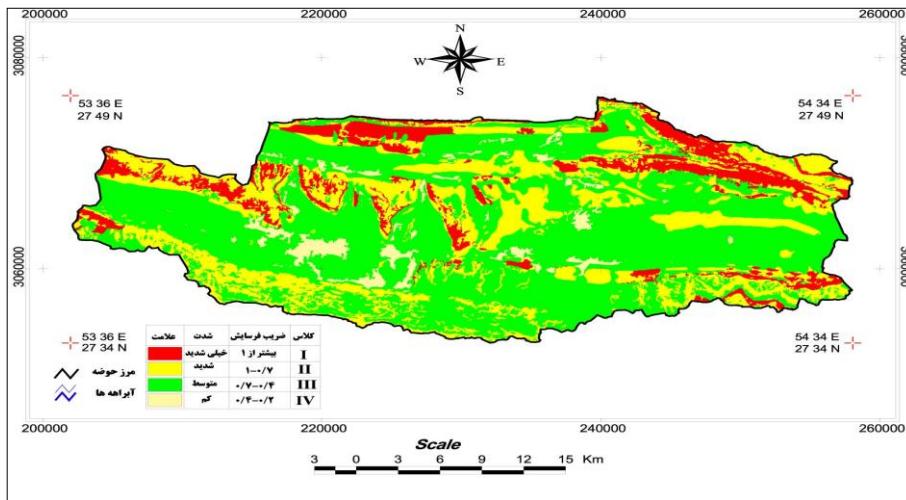 200000
220000
240000
260000
3080000
3080000
N
W
E
S
53 36 E
27 49 N
54 34 E
27 49 N
3060000
53 36 E
27 34 N
54 34 E
27 34 N
کلاس ضریب فرسایش شدت علامت
I بیشتر از ۱ خیلی شدید
II ۱-۰/۷ شدید
III ۰/۷-۰/۴ متوسط
IV ۰/۴-۰/۲ کم
مرز حوضه
آبراهه ها
200000
220000
240000
260000
Scale
3 0 3 6 9 12 15 Km